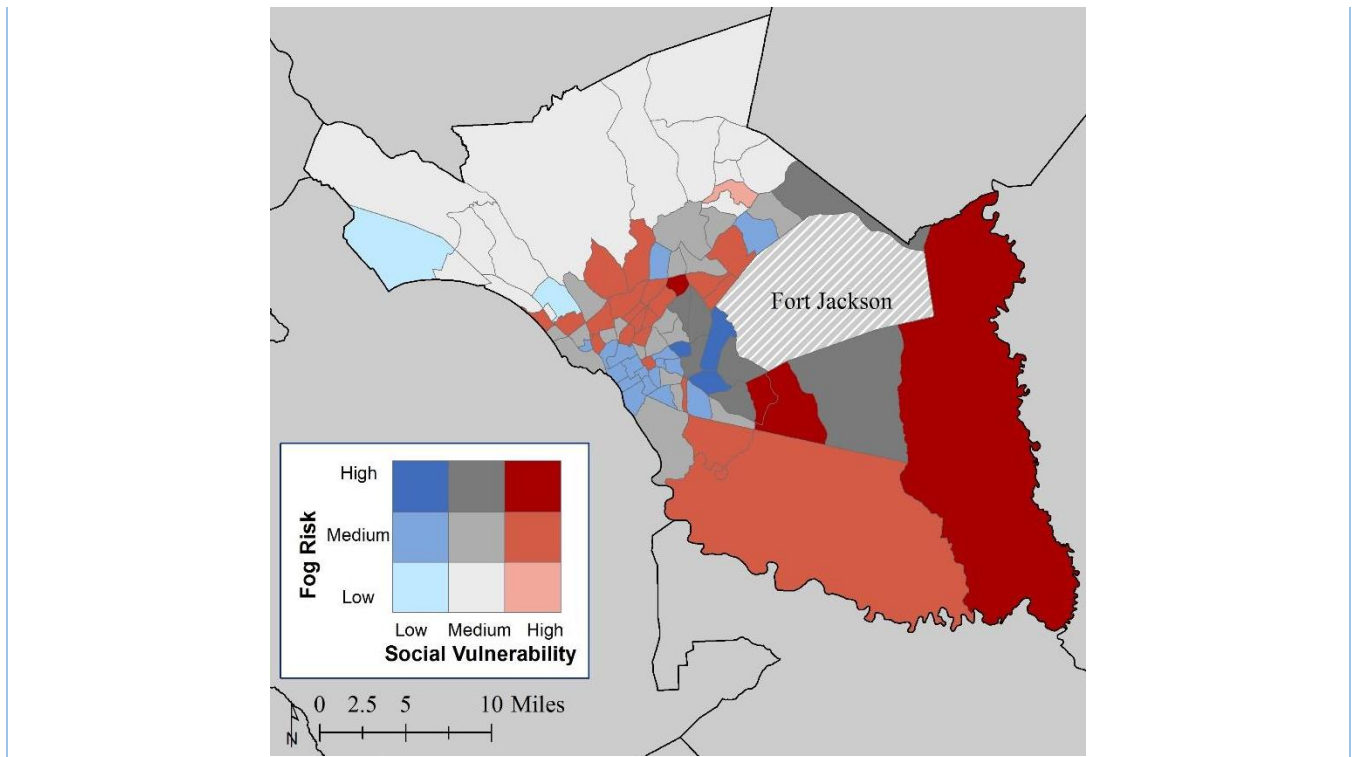 Fort Jackson
High
Medium
Low
Fog Risk
Low Medium High
Social Vulnerability
0 2.5 5 10 Miles
N